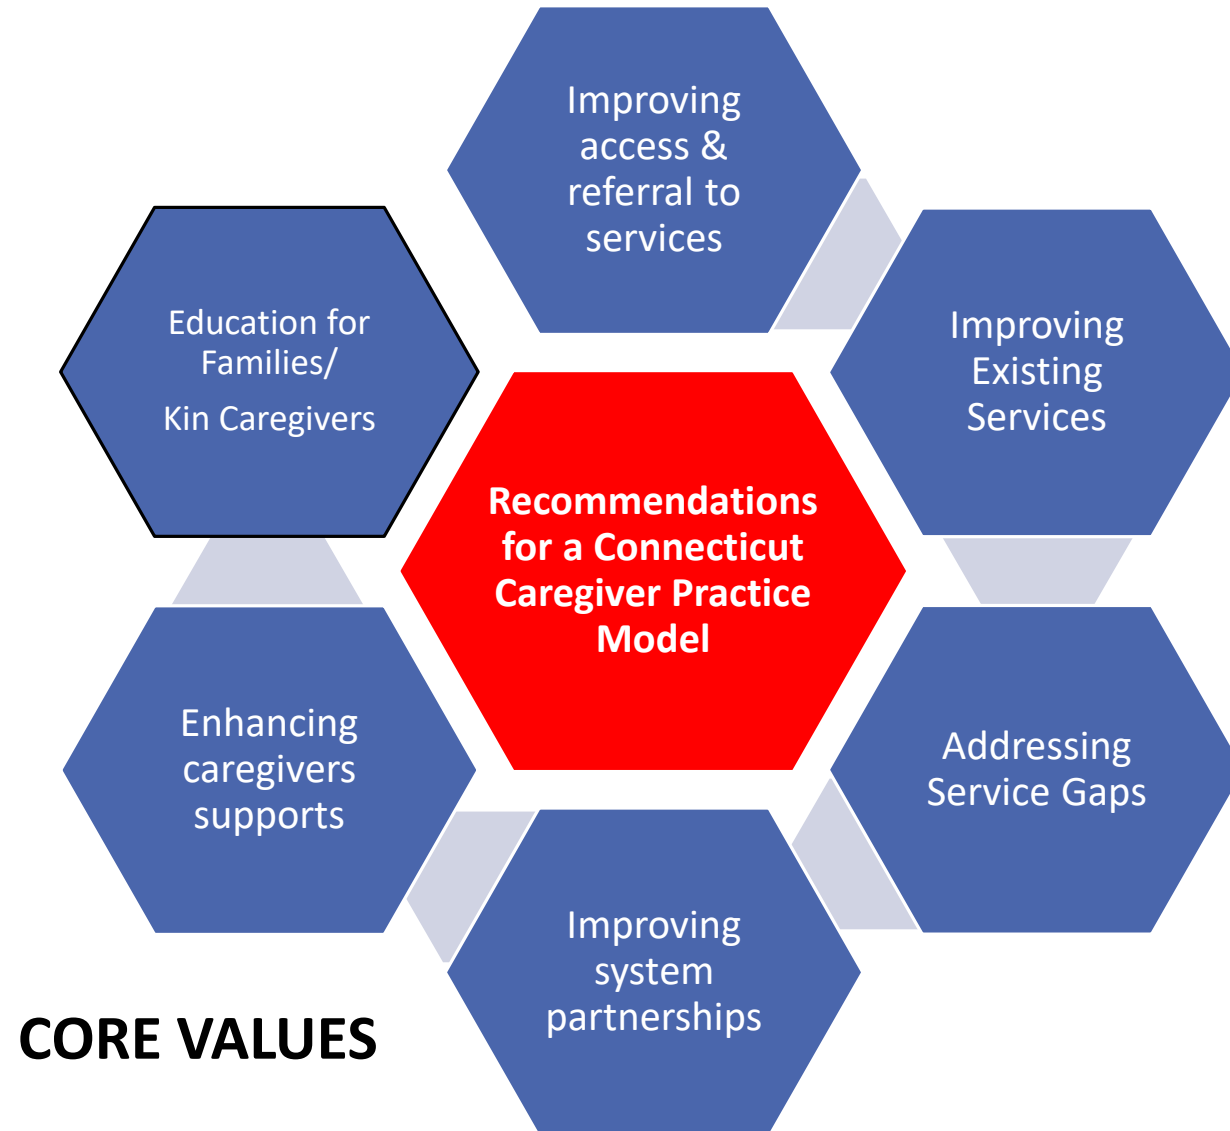 Improving
access &
referral to
services
Improving
Existing
Services
Addressing
Service Gaps
Improving
system
partnerships
Enhancing
caregivers
supports
Education for
Families/
Kin Caregivers
Recommendations
for a Connecticut
Caregiver Practice
Model
CORE VALUES